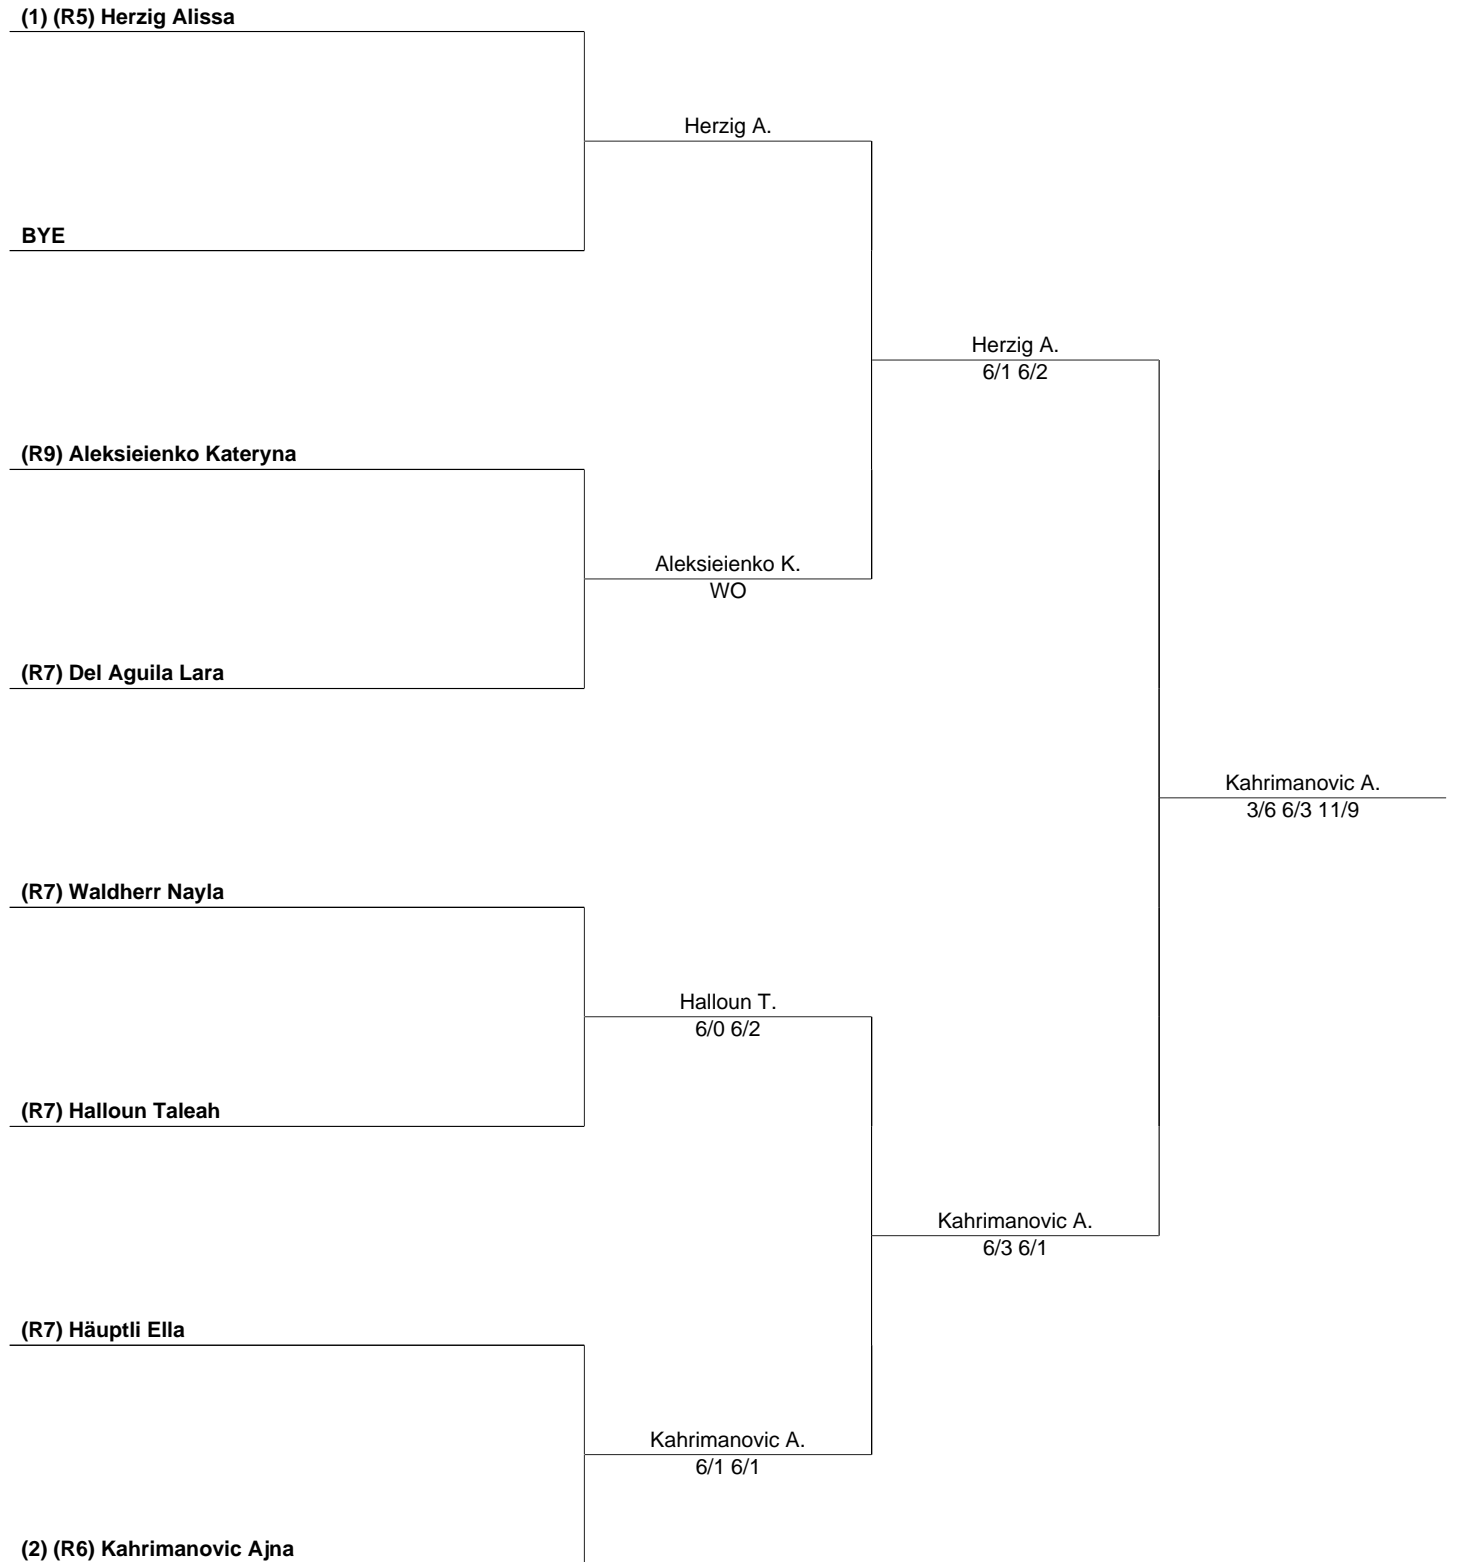 (1) (R5) Herzig Alissa
Herzig A.
BYE
Herzig A.
6/1 6/2
(R9) Aleksieienko Kateryna
Aleksieienko K.
WO
(R7) Del Aguila Lara
Kahrimanovic A.
3/6 6/3 11/9
(R7) Waldherr Nayla
Halloun T.
6/0 6/2
(R7) Halloun Taleah
Kahrimanovic A.
6/3 6/1
(R7) Häuptli Ella
Kahrimanovic A.
6/1 6/1
(2) (R6) Kahrimanovic Ajna